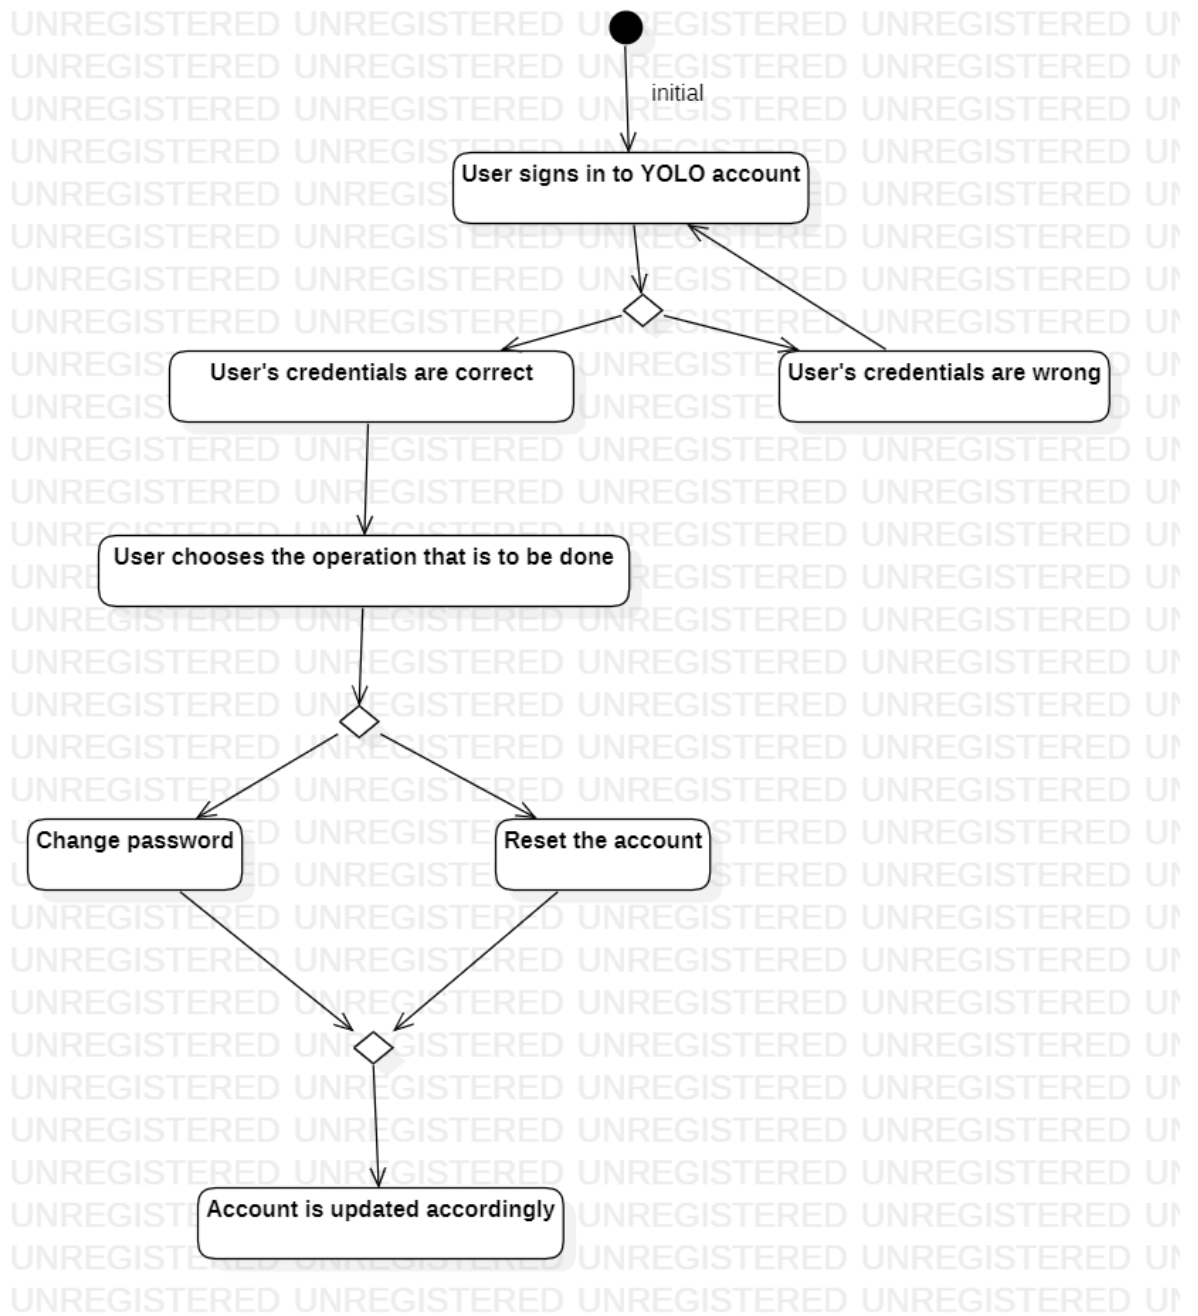 initial
User signs in to YOLO account
User's credentials are correct
User's credentials are wrong
User chooses the operation that is to be done
Change password
Reset the account
Account is updated accordingly
UNREGISTERED